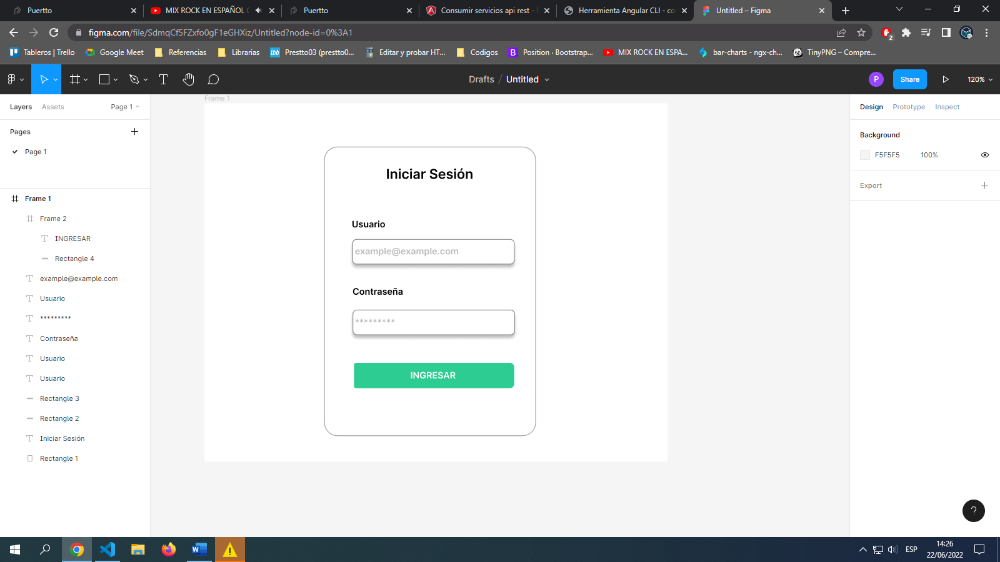 Puertto
MIX ROCK EN ESPAÑOL
Puertto
Consumir servicios api rest -
Herramienta Angular CLI - co
Untitled – Figma
figma.com/file/SdmqCf5FZxfo0gF1eGHXiz/Untitled?node-id=0%3A1
2
Tableros | Trello
Google Meet
Referencias
Librarias
ibb
Prestto03 (prestto0...
Editar y probar HT...
Codigos
B
Position · Bootstrap...
MIX ROCK EN ESPA...
bar-charts - ngx-ch...
TinyPNG – Compre...
Drafts / Untitled
P
Share
120%
Layers
Assets
Page 1
Pages
Page 1
Frame 1
Frame 2
INGRESAR
Rectangle 4
example@example.com
Usuario
*********
Contraseña
Usuario
Usuario
Rectangle 3
Rectangle 2
Iniciar Sesión
Rectangle 1
Frame 1
Iniciar Sesión
Usuario
example@example.com
Contraseña
*********
INGRESAR
Design
Prototype
Inspect
Background
F5F5F5
100%
Export
?
ESP
14:26
22/06/2022